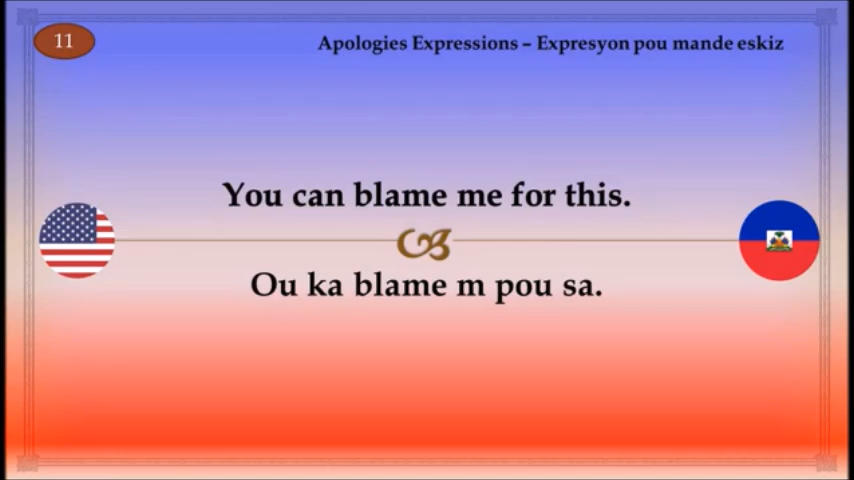 11
Apologies Expressions – Expresyon pou mande eskiz
You can blame me for this.
Ou ka blame m pou sa.